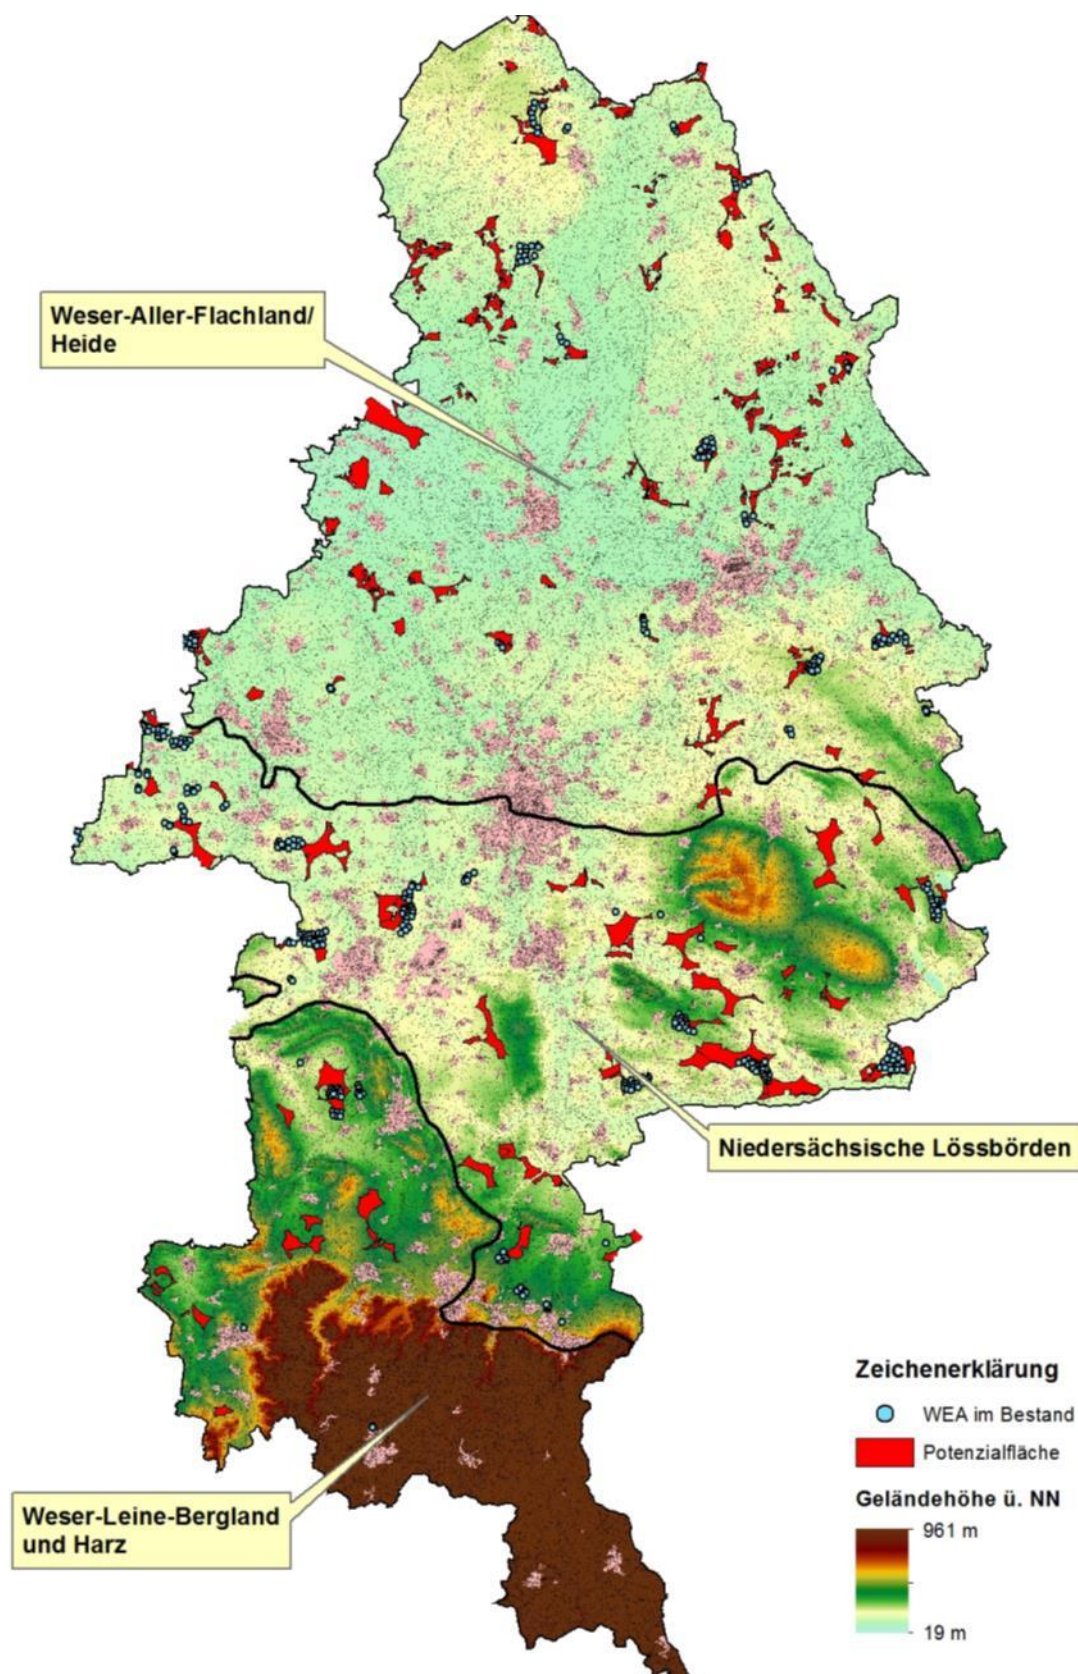 Weser-Aller-Flachland/
Heide
Niedersächsische Lössbörden
Weser-Leine-Bergland
und Harz
Zeichenerklärung
WEA im Bestand
Potenzialfläche
Geländehöhe ü. NN
961 m
19 m